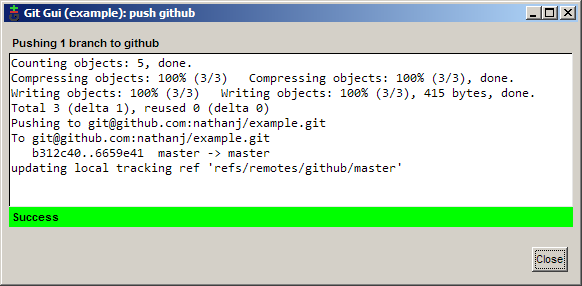 Git Gui (example): push github
Pushing 1 branch to github
Counting objects: 5, done.
Compressing objects: 100% (3/3)   Compressing objects: 100% (3/3), done.
Writing objects: 100% (3/3)   Writing objects: 100% (3/3), 415 bytes, done.
Total 3 (delta 1), reused 0 (delta 0)
Pushing to git@github.com:nathanj/example.git
To git@github.com:nathanj/example.git
   b312c40..6659e41  master -> master
updating local tracking ref 'refs/remotes/github/master'
Success
Close